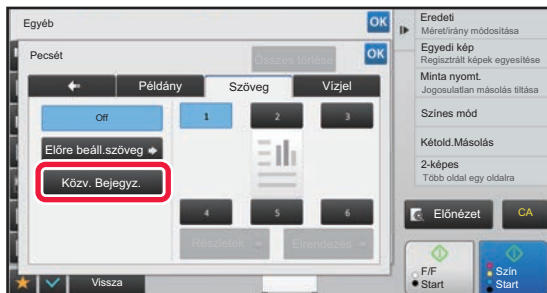 Egyéb
OK
Pecsét
Összes törlése
OK
Példány
Szöveg
Vízjel
Off
1
2
3
Előre beáll.szöveg
Közv. Bejegyz.
4
5
6
Részletek
Elrendezés
Vissza
Eredeti
Méret/irány módosítása
Egyedi kép
Regisztrált képek egyesítése
Minta nyomt.
Jogosulatlan másolás tiltása
Színes mód
Kétold.Másolás
2-képes
Több oldal egy oldalra
Előnézet
CA
F/F
Start
Szín
Start